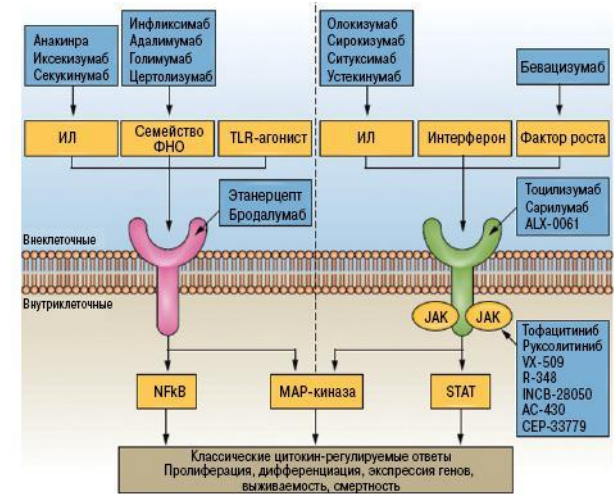 Анакинра
Иксекизумаб
Секукинумаб
Инфликсимаб
Адалимумаб
Голимумаб
Цертолизумаб
Олокизумаб
Сирокизумаб
Ситуксимаб
Устекинумаб
Бевацизумаб
ИЛ
Семейство
ФНО
TLR-агонист
ИЛ
Интерферон
Фактор роста
Этанерцепт
Бродалумаб
Тоцилизумаб
Сарилумаб
ALX-0061
Внеклеточные
Внутриклеточные
JAK
JAK
Тофацитиниб
Руксолитиниб
VX-509
R-348
INCB-28050
AC-430
CEP-33779
NFkB
MAP-киназа
STAT
Классические цитокин-регулируемые ответы
Пролиферация, дифференциация, экспрессия генов,
выживаемость, смертность